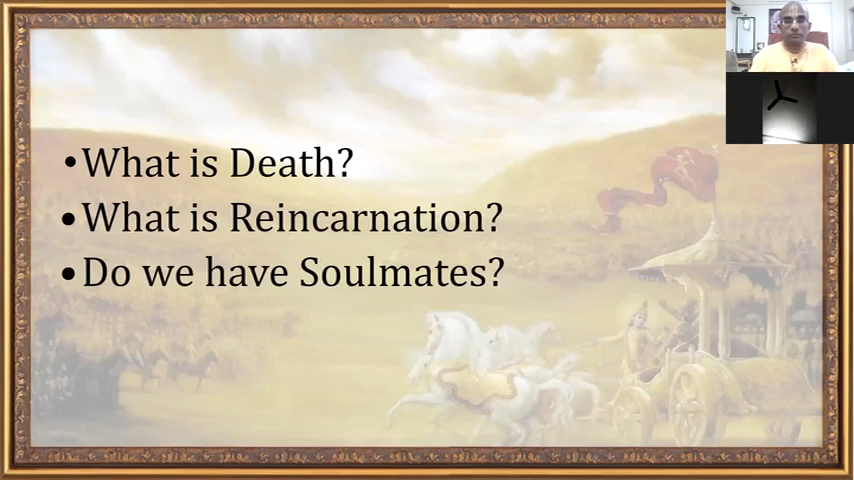 •What is Death?
•What is Reincarnation?
•Do we have Soulmates?